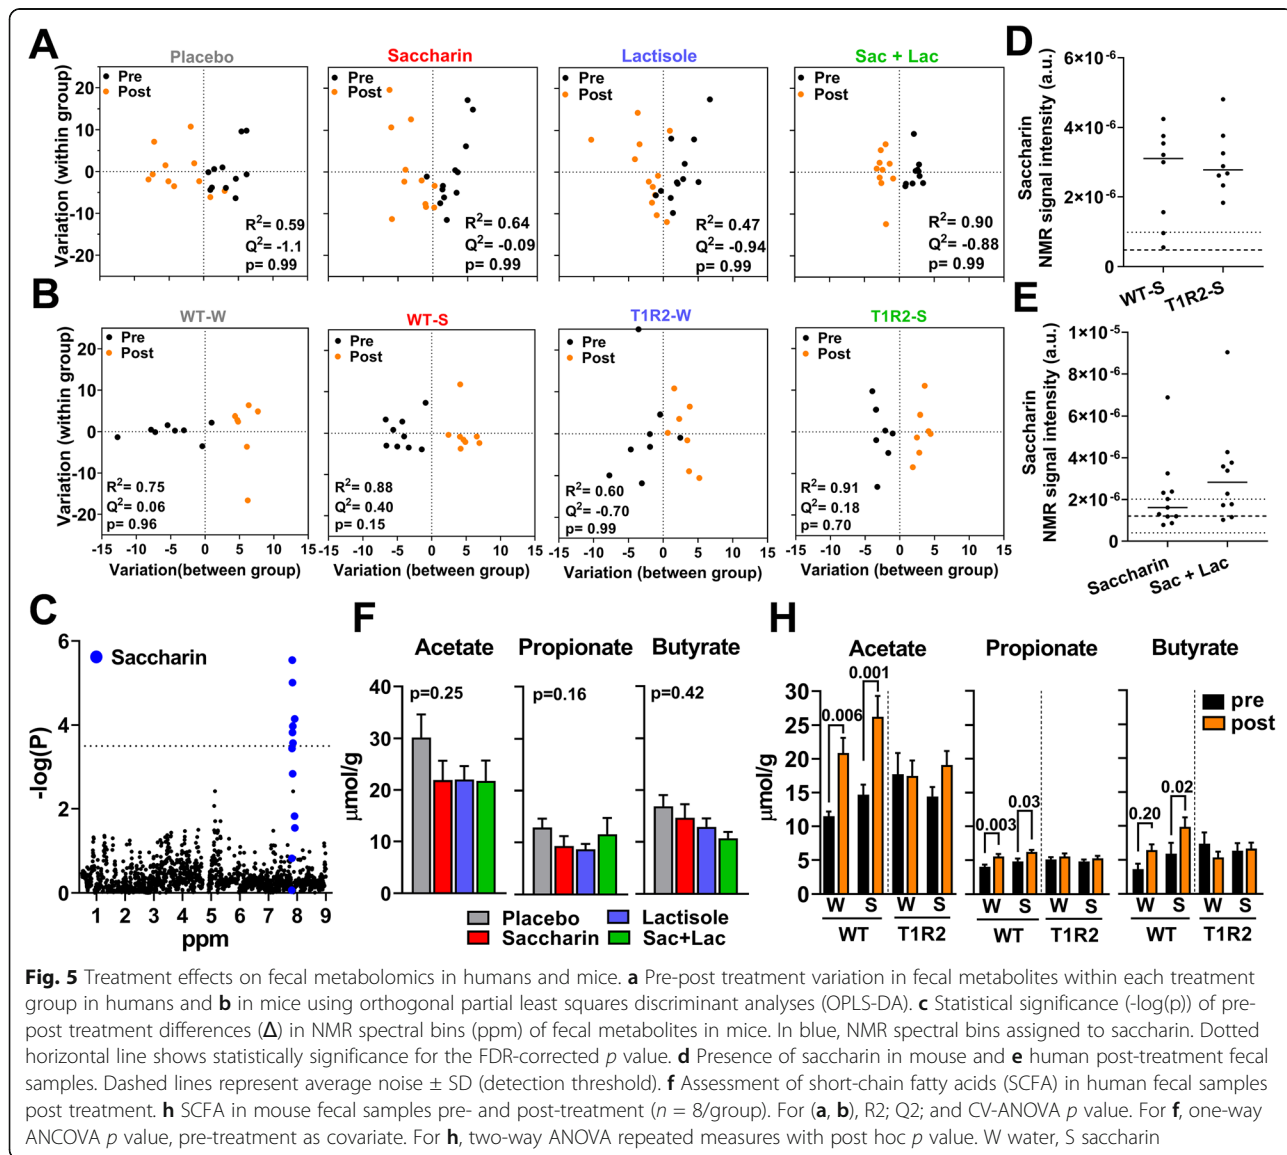 A
Placebo
Saccharin
Lactisole
Sac + Lac
Variation (within group)
20
10
0
-10
-20
Pre
Post
R²= 0.59
Q²= -1.1
p= 0.99
Pre
Post
R²= 0.64
Q²= -0.09
p= 0.99
Pre
Post
R²= 0.47
Q²= -0.94
p= 0.99
Pre
Post
R²= 0.90
Q²= -0.88
p= 0.99
B
WT-W
WT-S
T1R2-W
T1R2-S
Variation (within group)
20
10
0
-10
-20
Pre
Post
R²= 0.75
Q²= 0.06
p= 0.96
Pre
Post
R²= 0.88
Q²= 0.40
p= 0.15
Pre
Post
R²= 0.60
Q²= -0.70
p= 0.99
Pre
Post
R²= 0.91
Q²= 0.18
p= 0.70
-15 -10 -5 0 5 10 15
-15 -10 -5 0 5 10 15
-15 -10 -5 0 5 10 15
-15 -10 -5 0 5 10 15
Variation(between group)
Variation (between group)
Variation (between group)
Variation (between group)
D
Saccharin
NMR signal intensity (a.u.)
6×10⁻⁶
4×10⁻⁶
2×10⁻⁶
0
WT-S
T1R2-S
E
Saccharin
NMR signal intensity (a.u.)
1×10⁻⁵
8×10⁻⁶
6×10⁻⁶
4×10⁻⁶
2×10⁻⁶
0
Saccharin
Sac + Lac
C
Saccharin
-log(P)
6
4
2
0
1 2 3 4 5 6 7 8 9
ppm
F
Acetate
Propionate
Butyrate
p=0.25
p=0.16
p=0.42
µmol/g
40
30
20
10
0
Placebo
Lactisole
Saccharin
Sac+Lac
H
Acetate
Propionate
Butyrate
µmol/g
30
25
20
15
10
5
0
0.006
0.001
0.003
0.03
0.20
0.02
pre
post
W S W S
WT T1R2
W S W S
WT T1R2
W S W S
WT T1R2
Fig. 5 Treatment effects on fecal metabolomics in humans and mice. a Pre-post treatment variation in fecal metabolites within each treatment
group in humans and b in mice using orthogonal partial least squares discriminant analyses (OPLS-DA). c Statistical significance (-log(p)) of pre-
post treatment differences (Δ) in NMR spectral bins (ppm) of fecal metabolites in mice. In blue, NMR spectral bins assigned to saccharin. Dotted
horizontal line shows statistically significance for the FDR-corrected p value. d Presence of saccharin in mouse and e human post-treatment fecal
samples. Dashed lines represent average noise ± SD (detection threshold). f Assessment of short-chain fatty acids (SCFA) in human fecal samples
post treatment. h SCFA in mouse fecal samples pre- and post-treatment (n = 8/group). For (a, b), R2; Q2; and CV-ANOVA p value. For f, one-way
ANCOVA p value, pre-treatment as covariate. For h, two-way ANOVA repeated measures with post hoc p value. W water, S saccharin